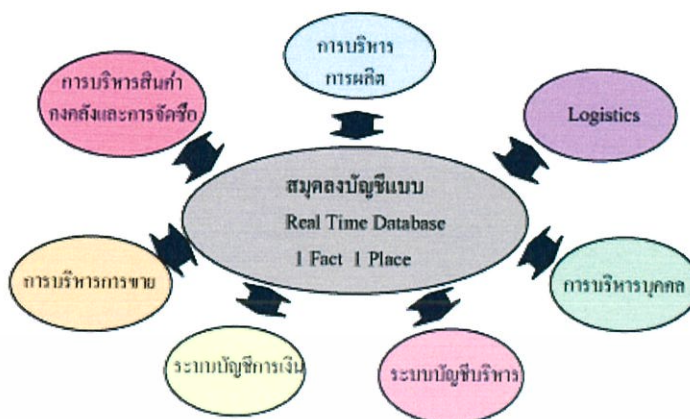 การบริหาร
การผลิต
การบริหารสินค้า
คงคลังและการจัดซื้อ
Logistics
สมุดลงบัญชีแบบ
Real Time Database
1 Fact 1 Place
การบริหารการขาย
การบริหารบุคคล
ระบบบัญชีการเงิน
ระบบบัญชีบริหาร